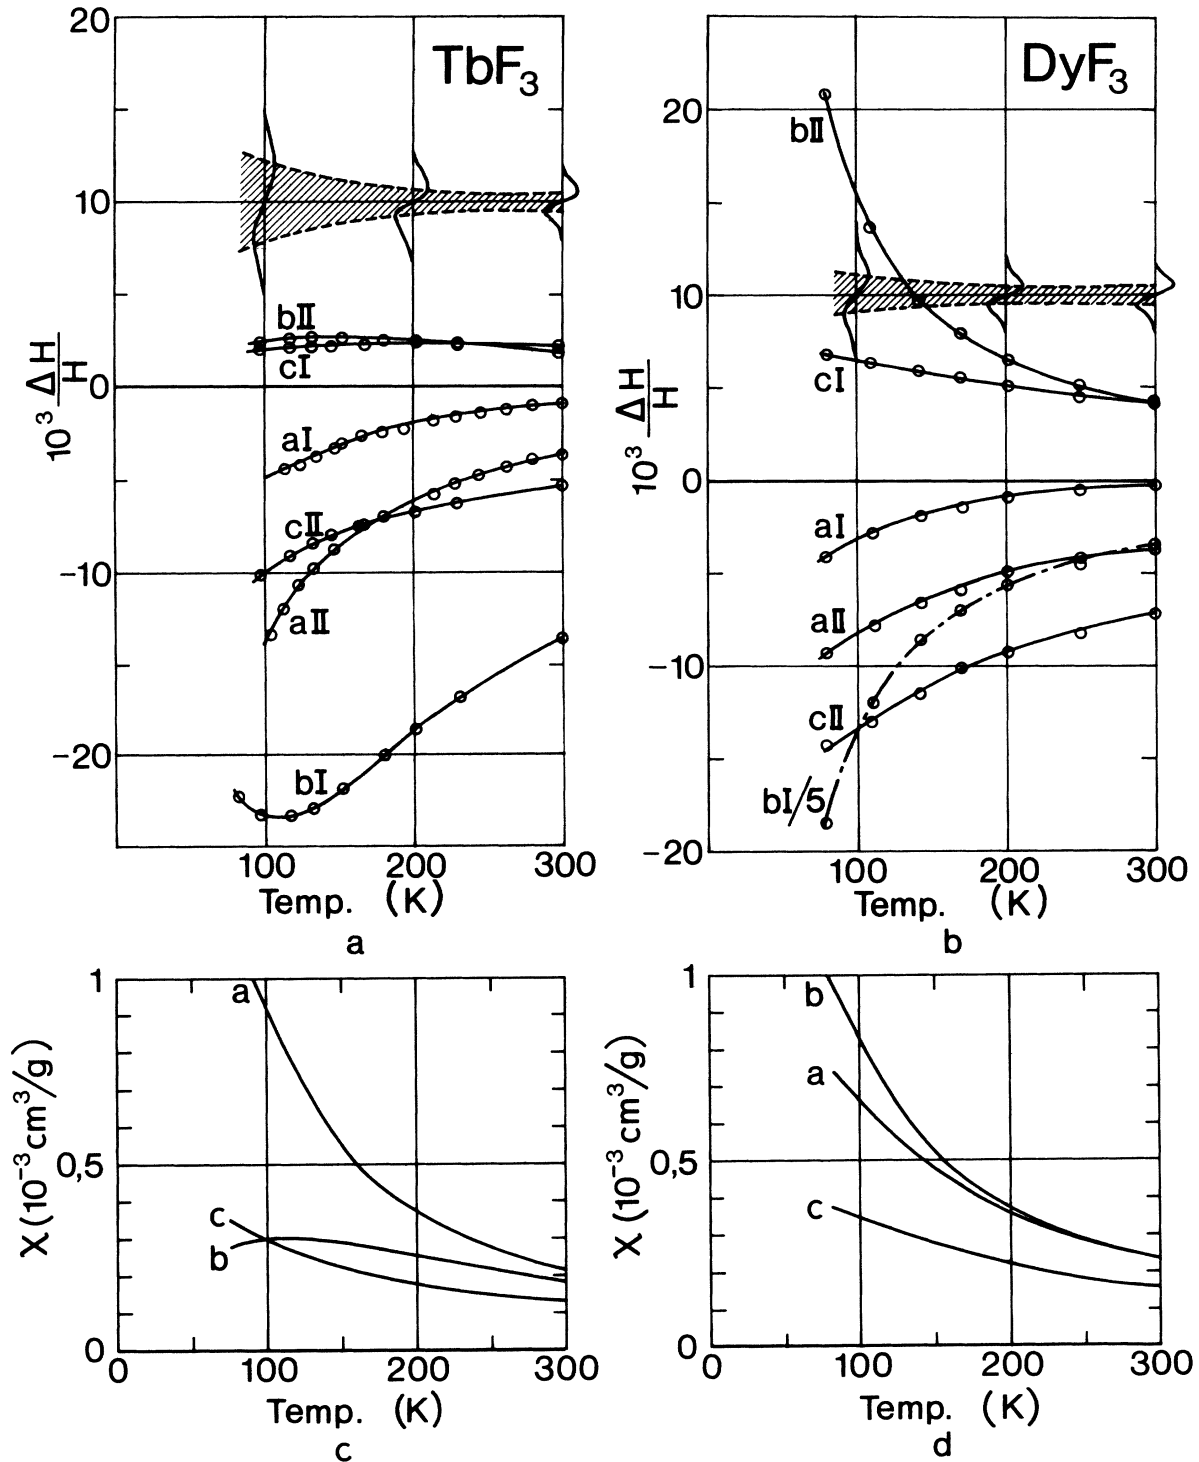 TbF3
20
10
0
−10
−20
10³ ΔH/H
bII
cI
aI
cII
aII
bI
100 200 300
Temp. (K)
a
DyF3
20
10
0
−10
−20
10³ ΔH/H
bII
cI
aI
aII
cII
bI/5
100 200 300
Temp. (K)
b
1
0,5
0
χ (10⁻³cm³/g)
a
c
b
0 100 200 300
Temp. (K)
c
1
0,5
0
χ (10⁻³cm³/g)
b
a
c
0 100 200 300
Temp. (K)
d